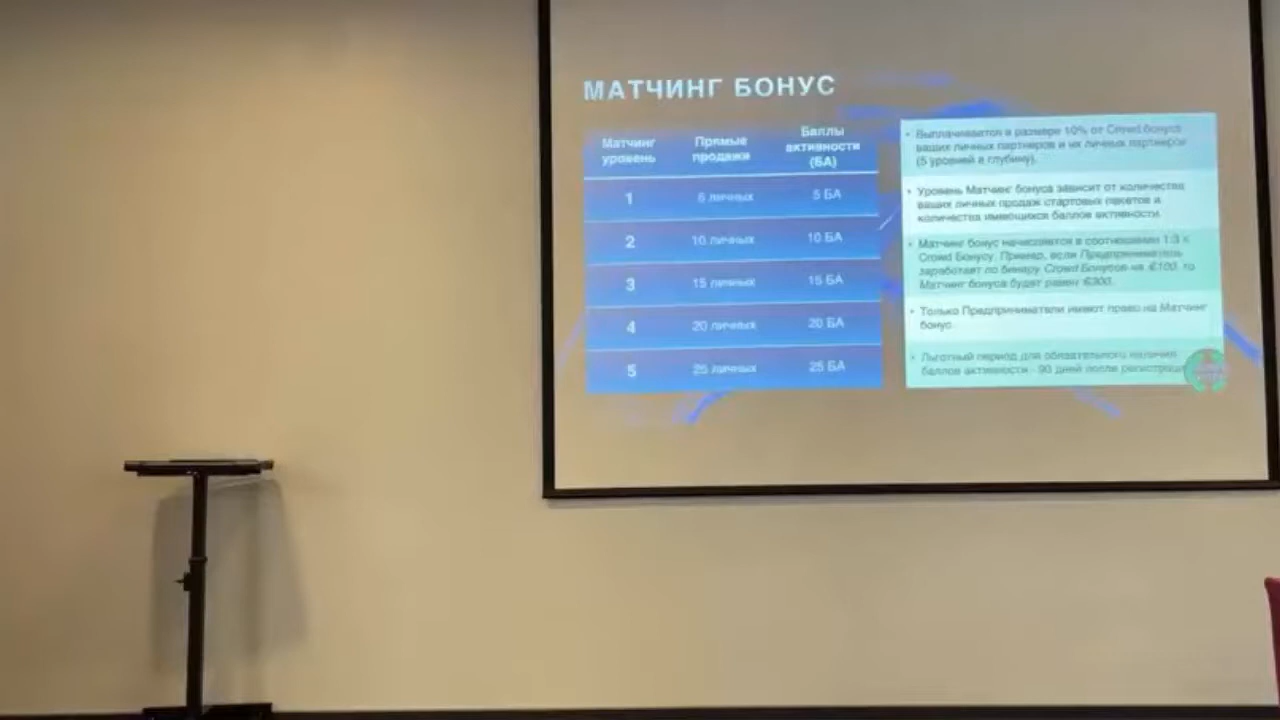 МАТЧИНГ БОНУС
Матчинг уровень
Прямые продажи
Баллы активности (БА)
1 5 личных 5 БА
2 10 личных 10 БА
3 15 личных 15 БА
4 20 личных 20 БА
5 25 личных 25 БА
• Выплачивается в размере 10% от Crowd бонуса
ваших личных партнеров и их личных партнеров
(5 уровней в глубину).
• Уровень Матчинг бонуса зависит от количества
ваших личных продаж стартовых пакетов и
количества имеющихся баллов активности.
• Матчинг бонус начисляется в соотношении 1:3 к
Crowd Бонусу. Пример, если Предприниматель
заработает по бинару Crowd Бонусов на €100, то
Матчинг бонуса будет равен €300.
• Только Предприниматели имеют право на Матчинг
бонус
• Льготный период для обязательного наличия
баллов активности - 90 дней после